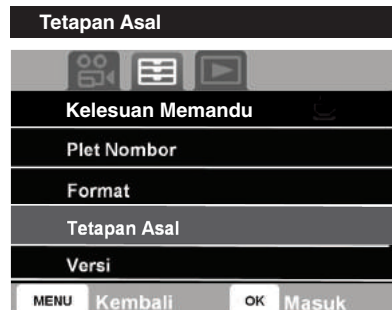 Tetapan Asal
Kelesuan Memandu
Plet Nombor
Format
Tetapan Asal
Versi
MENU Kembali OK Masuk